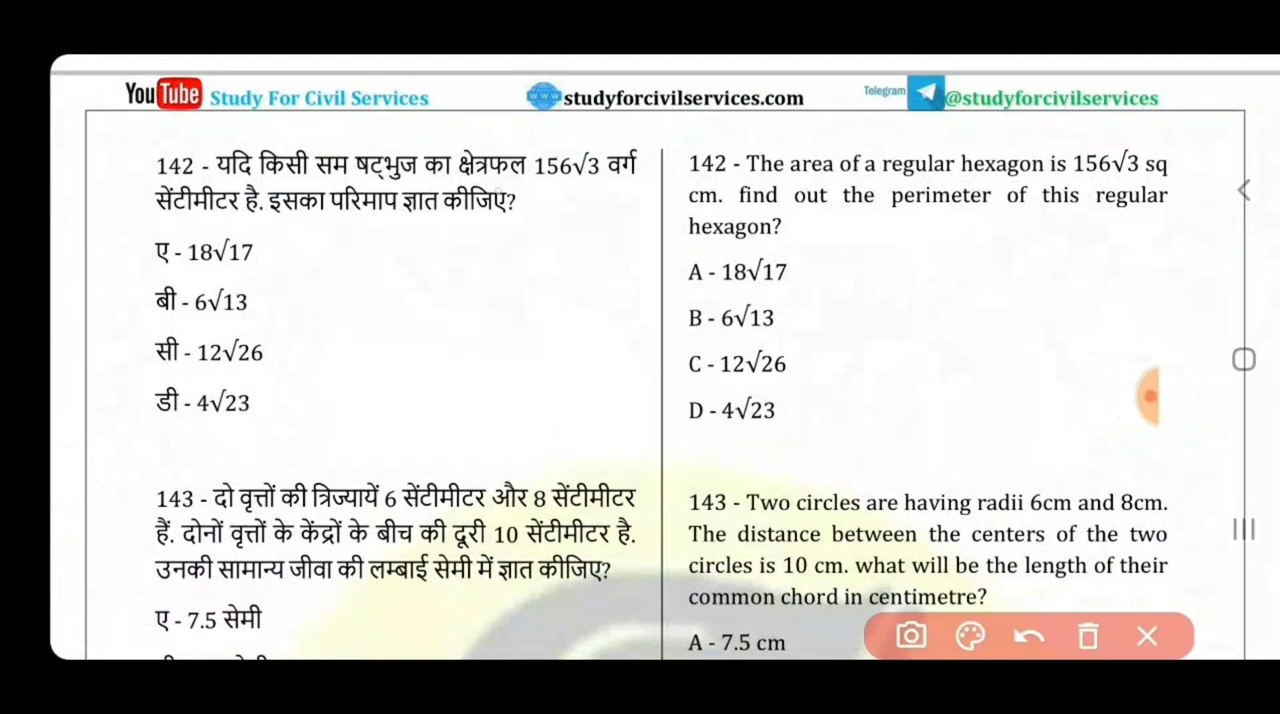 YouTube Study For Civil Services
www studyforcivilservices.com
Telegram @studyforcivilservices
142 - यदि किसी सम षट्भुज का क्षेत्रफल 156√3 वर्ग
सेंटीमीटर है. इसका परिमाप ज्ञात कीजिए?
ए - 18√17
बी - 6√13
सी - 12√26
डी - 4√23
143 - दो वृत्तों की त्रिज्यायें 6 सेंटीमीटर और 8 सेंटीमीटर
हैं. दोनों वृत्तों के केंद्रों के बीच की दूरी 10 सेंटीमीटर है.
उनकी सामान्य जीवा की लम्बाई सेमी में ज्ञात कीजिए?
ए - 7.5 सेमी
142 - The area of a regular hexagon is 156√3 sq
cm. find out the perimeter of this regular
hexagon?
A - 18√17
B - 6√13
C - 12√26
D - 4√23
143 - Two circles are having radii 6cm and 8cm.
The distance between the centers of the two
circles is 10 cm. what will be the length of their
common chord in centimetre?
A - 7.5 cm